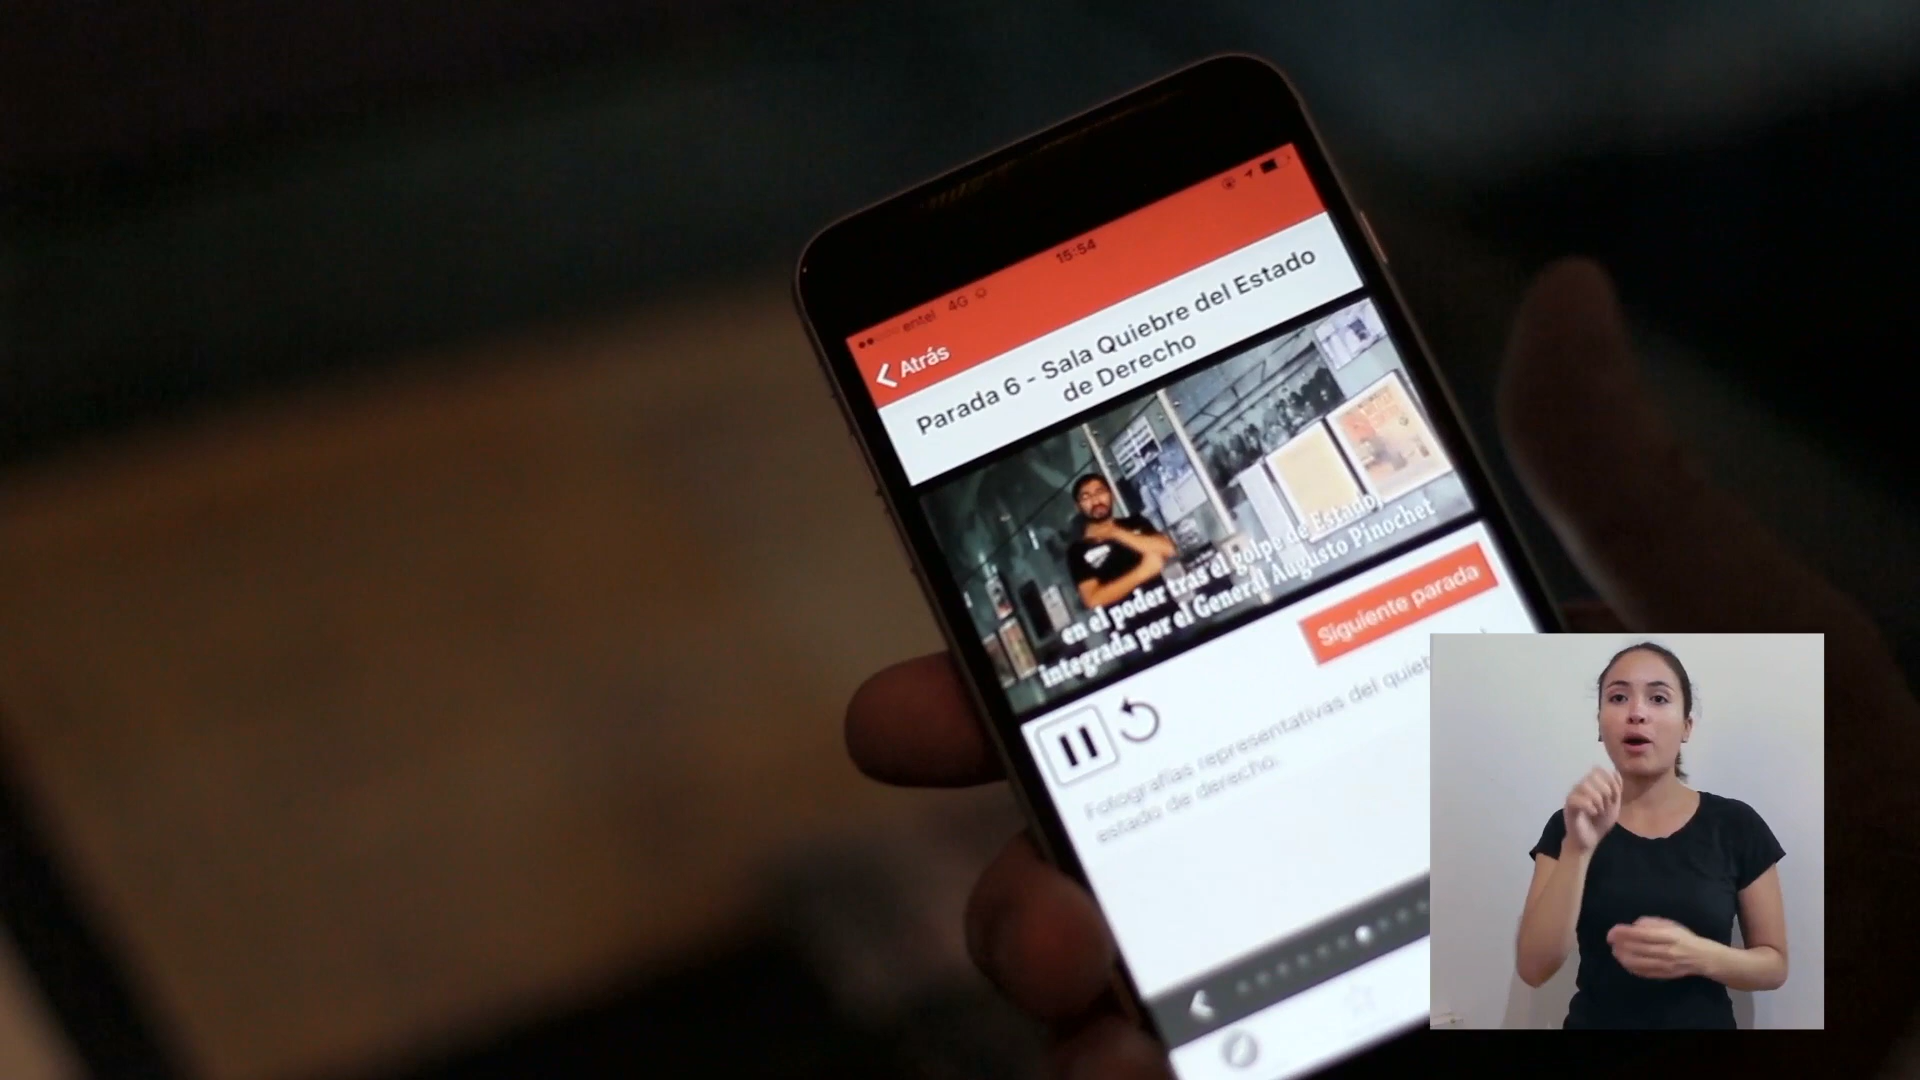 entel 4G
15:54
Atrás
Parada 6 - Sala Quiebre del Estado
de Derecho
en el poder tras el golpe de Estado,
integrada por el General Augusto Pinochet
Siguiente parada
Fotografías representativas del
estado de derecho.